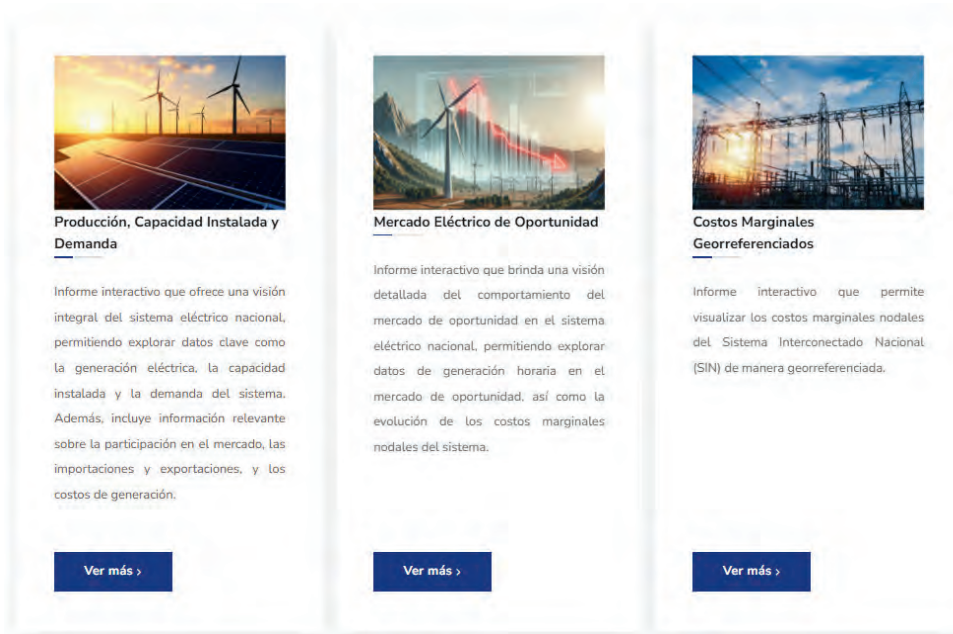 Producción, Capacidad Instalada y
Demanda
Informe interactivo que ofrece una visión
integral del sistema eléctrico nacional,
permitiendo explorar datos clave como
la generación eléctrica, la capacidad
instalada y la demanda del sistema.
Además, incluye información relevante
sobre la participación en el mercado, las
importaciones y exportaciones, y los
costos de generación.
Ver más ›
Mercado Eléctrico de Oportunidad
Informe interactivo que brinda una visión
detallada del comportamiento del
mercado de oportunidad en el sistema
eléctrico nacional, permitiendo explorar
datos de generación horaria en el
mercado de oportunidad, así como la
evolución de los costos marginales
nodales del sistema.
Ver más ›
Costos Marginales
Georreferenciados
Informe interactivo que permite
visualizar los costos marginales nodales
del Sistema Interconectado Nacional
(SIN) de manera georreferenciada.
Ver más ›